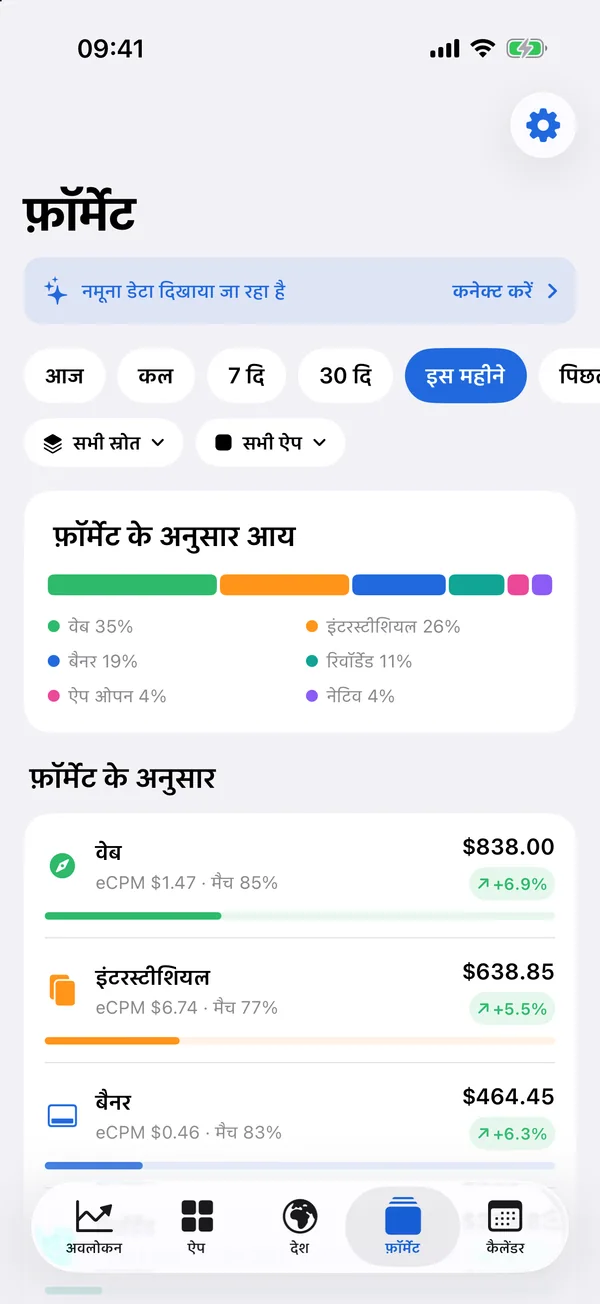 09:41
फ़ॉर्मेट
नमूना डेटा दिखाया जा रहा है कनेक्ट करें
आज कल 7 दि 30 दि इस महीने
सभी स्रोत सभी ऐप
फ़ॉर्मेट के अनुसार आय
वेब 35% इंटरस्टीशियल 26%
बैनर 19% रिवॉर्डेड 11%
ऐप ओपन 4% नेटिव 4%
फ़ॉर्मेट के अनुसार
वेब $838.00
eCPM $1.47 · मैच 85% +6.9%
इंटरस्टीशियल $638.85
eCPM $6.74 · मैच 77% +5.5%
बैनर $464.45
eCPM $0.46 · मैच 83% +6.3%
अवलोकन ऐप देश फ़ॉर्मेट कैलेंडर